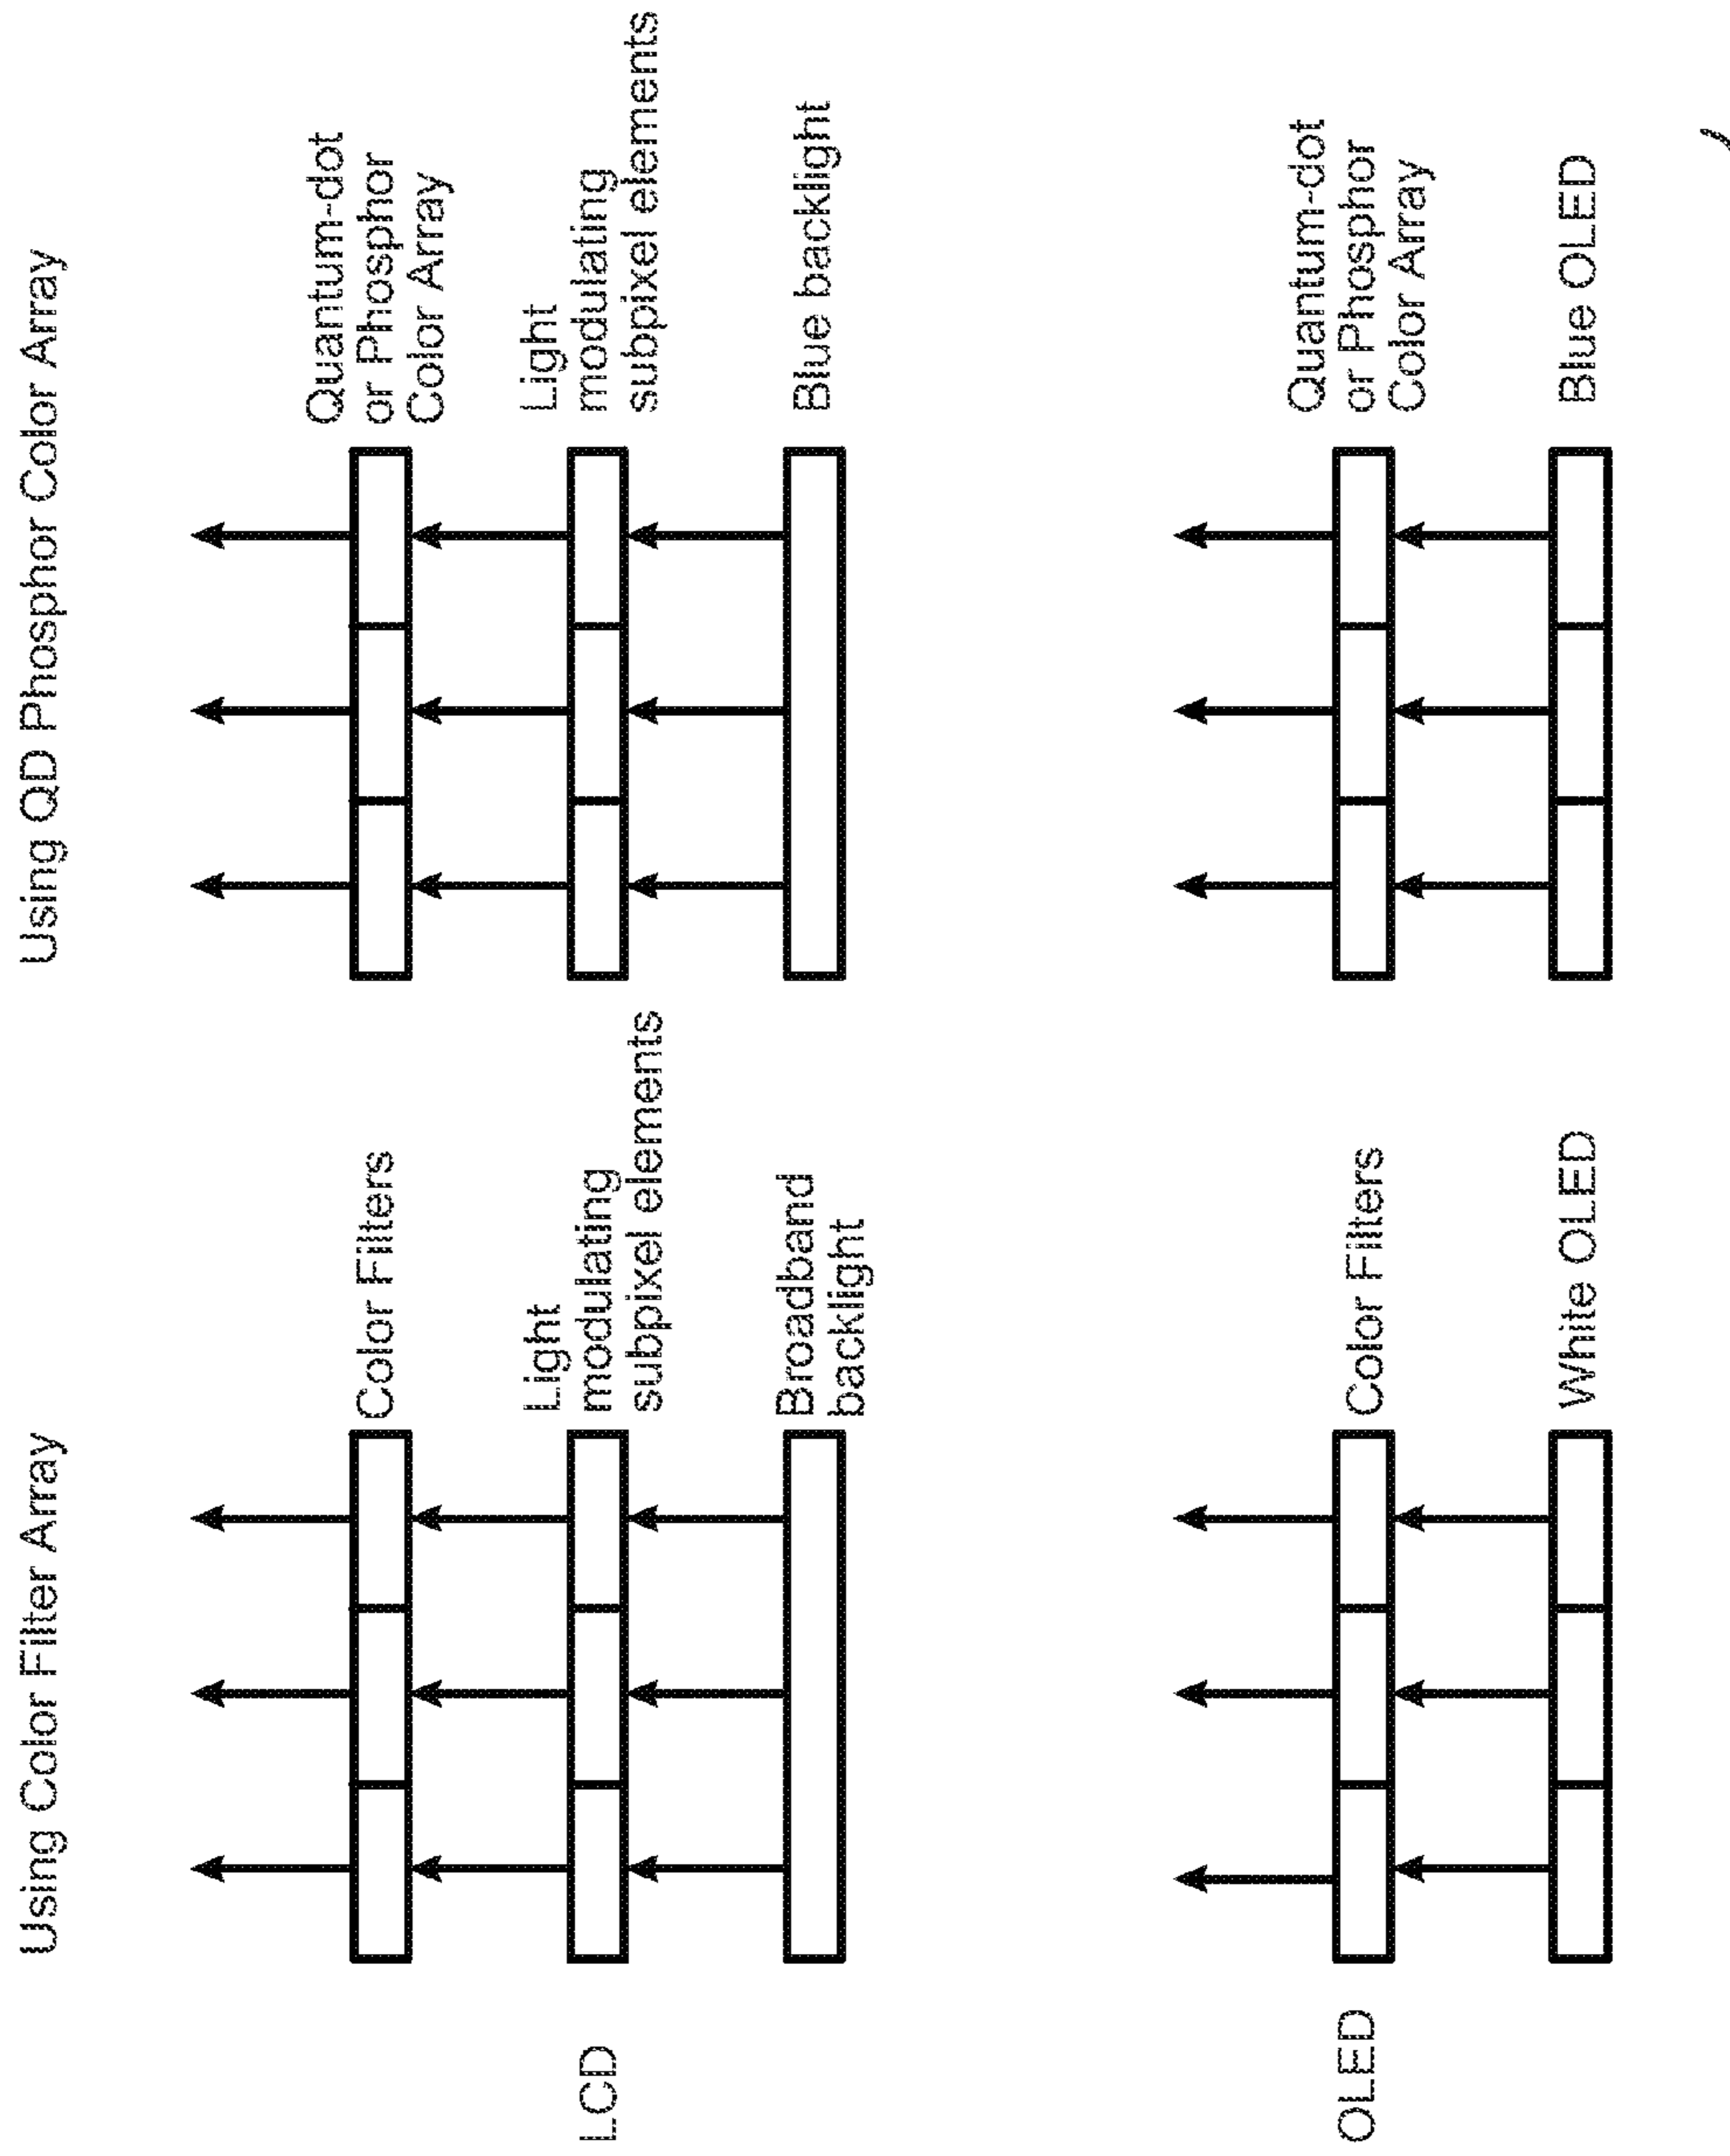 Using Color Filter Array
Using QD Phosphor Color Array
LCD
Color Filters
Light
modulating
subpixel elements
Broadband
backlight
Quantum-dot
or Phosphor
Color Array
Light
modulating
subpixel elements
Blue backlight
OLED
Color Filters
White OLED
Quantum-dot
or Phosphor
Color Array
Blue OLED